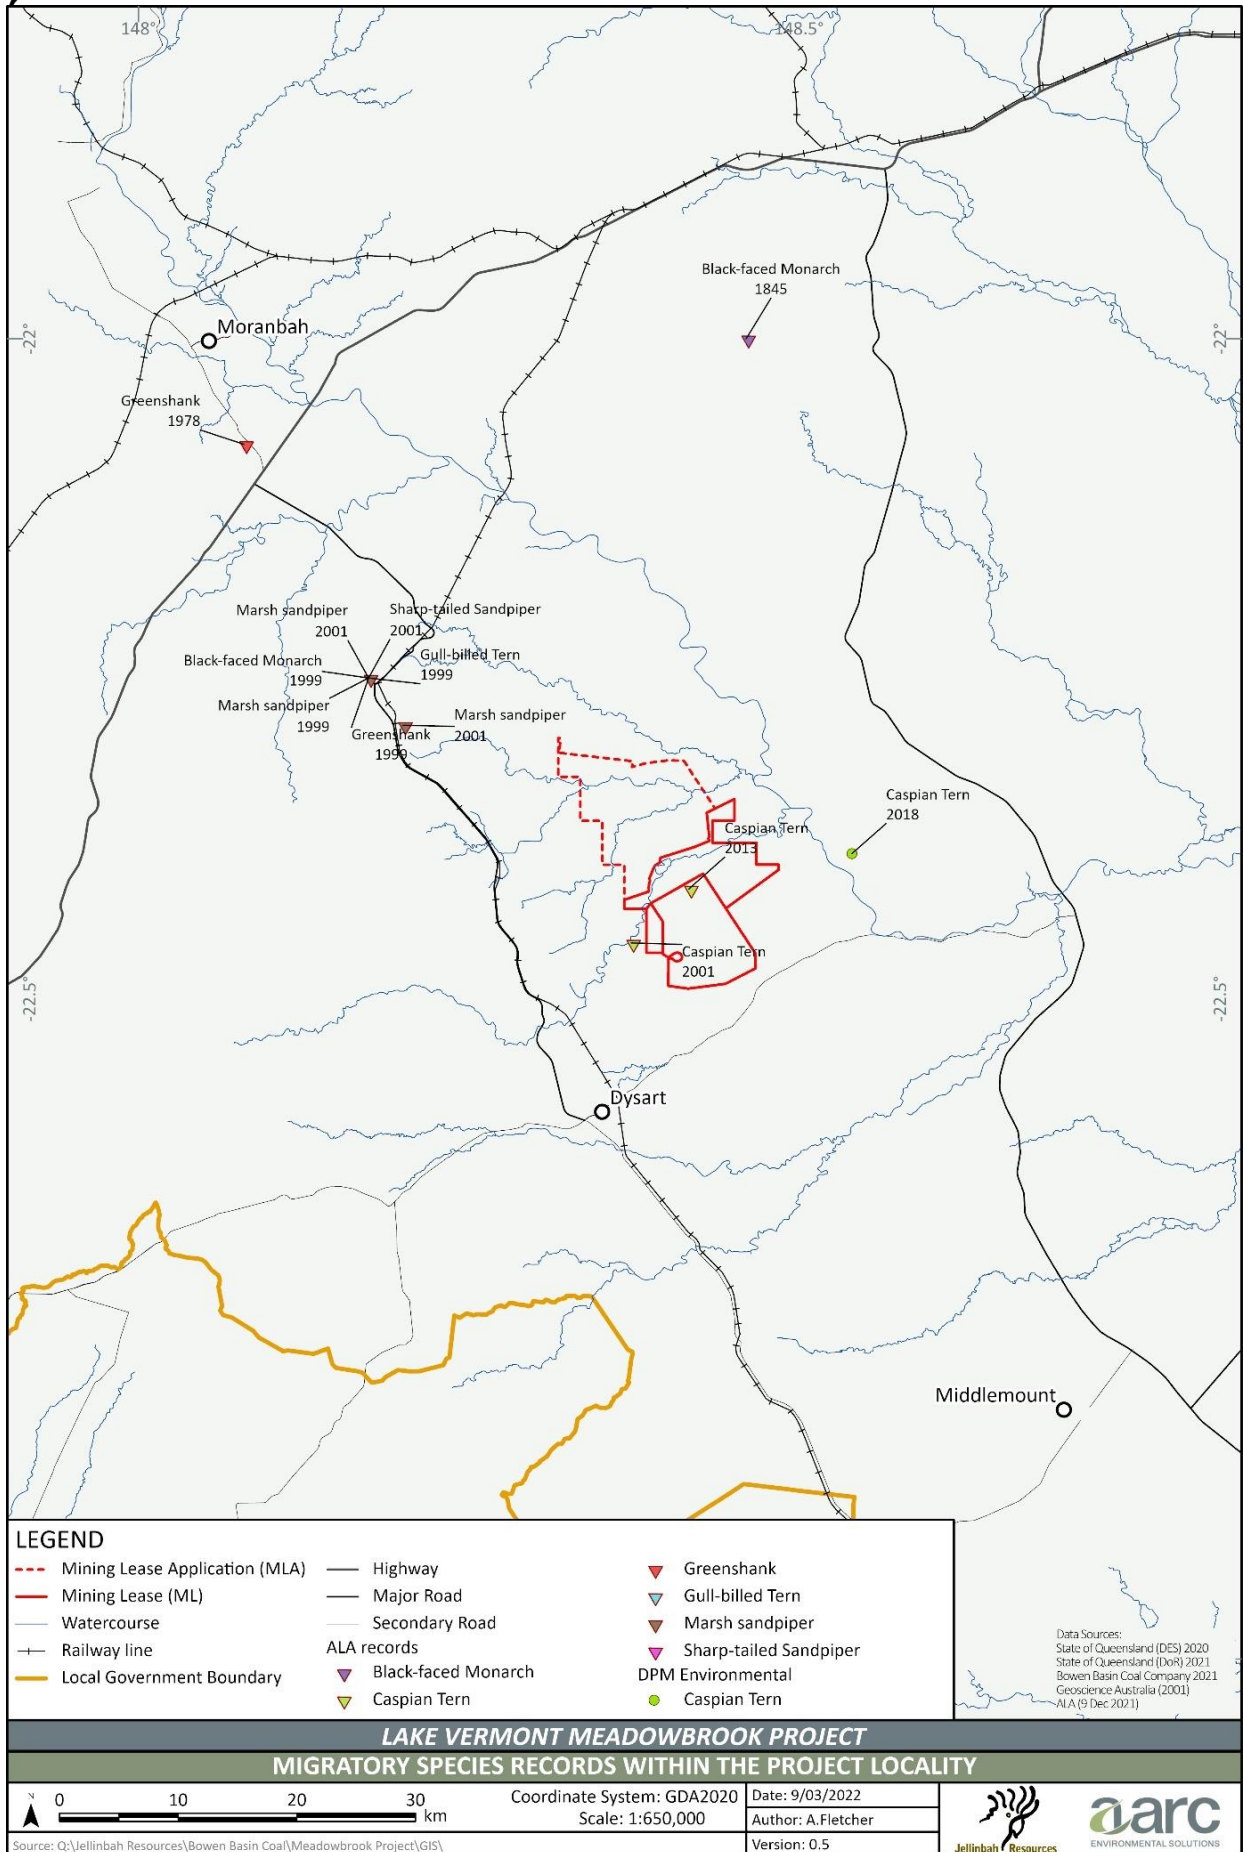 148°
148.5°
Black-faced Monarch
1845
-22°
-22°
Moranbah
Greenshank
1978
Marsh sandpiper
2001
Sharp-tailed Sandpiper
2001
Black-faced Monarch
1999
Gull-billed Tern
1999
Marsh sandpiper
1999
Greenshank
1999
Marsh sandpiper
2001
Caspian Tern
2018
Caspian Tern
2013
Caspian Tern
2001
-22.5°
-22.5°
Dysart
Middlemount
LEGEND
Mining Lease Application (MLA)
Mining Lease (ML)
Watercourse
Railway line
Local Government Boundary
Highway
Major Road
Secondary Road
ALA records
Black-faced Monarch
Caspian Tern
Greenshank
Gull-billed Tern
Marsh sandpiper
Sharp-tailed Sandpiper
DPM Environmental
Caspian Tern
Data Sources:
State of Queensland (DES) 2020
State of Queensland (DoR) 2021
Bowen Basin Coal Company 2021
Geoscience Australia (2001)
ALA (9 Dec 2021)
LAKE VERMONT MEADOWBROOK PROJECT
MIGRATORY SPECIES RECORDS WITHIN THE PROJECT LOCALITY
N
0 10 20 30
km
Coordinate System: GDA2020
Scale: 1:650,000
Date: 9/03/2022
Author: A.Fletcher
Version: 0.5
Source: Q:\Jellinbah Resources\Bowen Basin Coal\Meadowbrook Project\GIS\
Jellinbah Resources
aarc
ENVIRONMENTAL SOLUTIONS